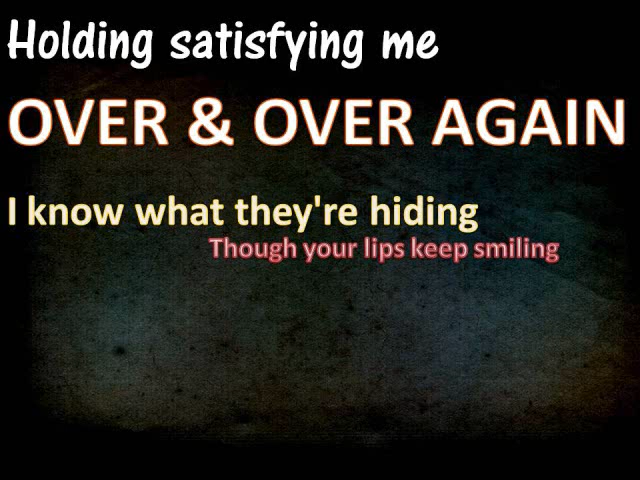 Holding satisfying me
OVER & OVER AGAIN
I know what they're hiding
Though your lips keep smiling